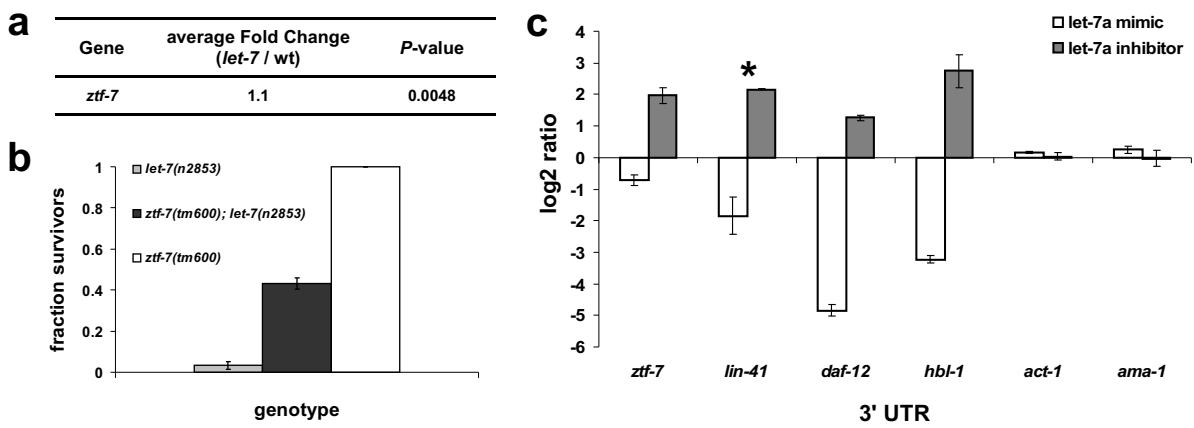 a
Gene average Fold Change (let-7 / wt) P-value
ztf-7 1.1 0.0048
b
fraction survivors
1
0.8
0.6
0.4
0.2
0
let-7(n2853)
ztf-7(tm600); let-7(n2853)
ztf-7(tm600)
genotype
c
let-7a mimic
let-7a inhibitor
log2 ratio
4
3
2
1
0
-1
-2
-3
-4
-5
-6
*
ztf-7 lin-41 daf-12 hbl-1 act-1 ama-1
3' UTR